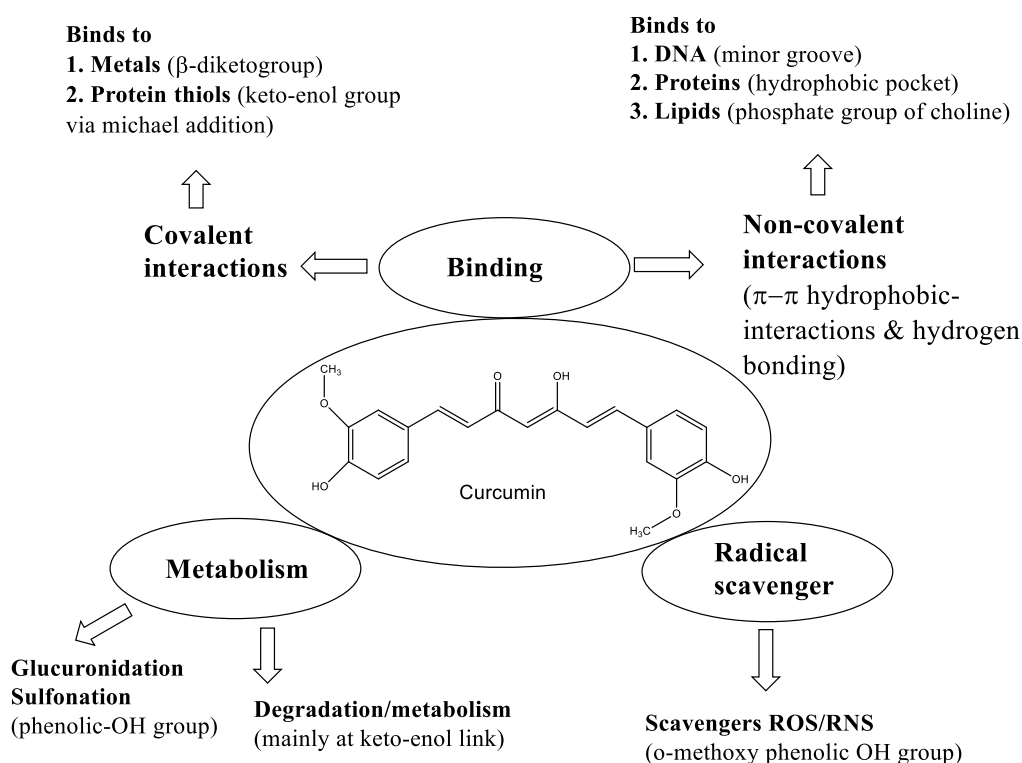 Binds to
1. Metals (β-diketogroup)
2. Protein thiols (keto-enol group
via michael addition)
Binds to
1. DNA (minor groove)
2. Proteins (hydrophobic pocket)
3. Lipids (phosphate group of choline)
Covalent
interactions
Binding
Non-covalent
interactions
(π–π hydrophobic-
interactions & hydrogen
bonding)
CH3
O
O
OH
HO
Curcumin
OH
O
H3C
Metabolism
Radical
scavenger
Glucuronidation
Sulfonation
(phenolic-OH group)
Degradation/metabolism
(mainly at keto-enol link)
Scavengers ROS/RNS
(o-methoxy phenolic OH group)